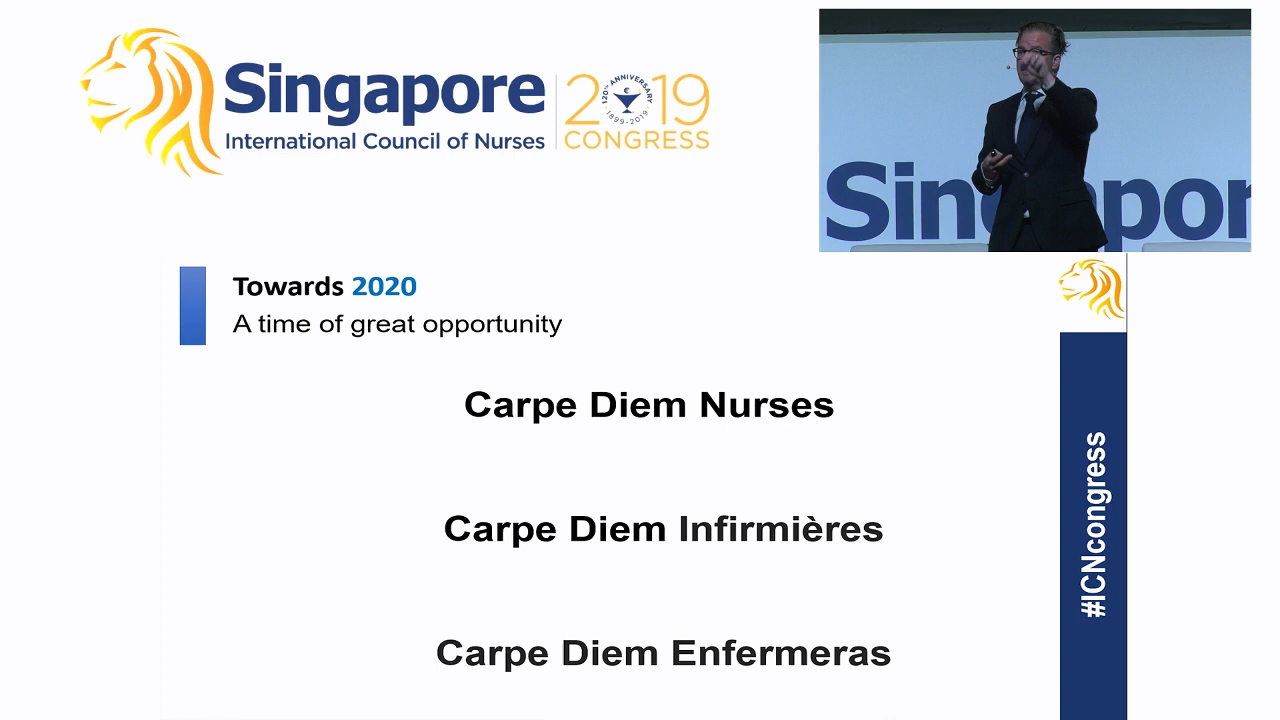 Singapore
International Council of Nurses
2019
CONGRESS
120TH ANNIVERSARY
1899-2019
Towards 2020
A time of great opportunity
Carpe Diem Nurses
Carpe Diem Infirmières
Carpe Diem Enfermeras
#ICNcongress